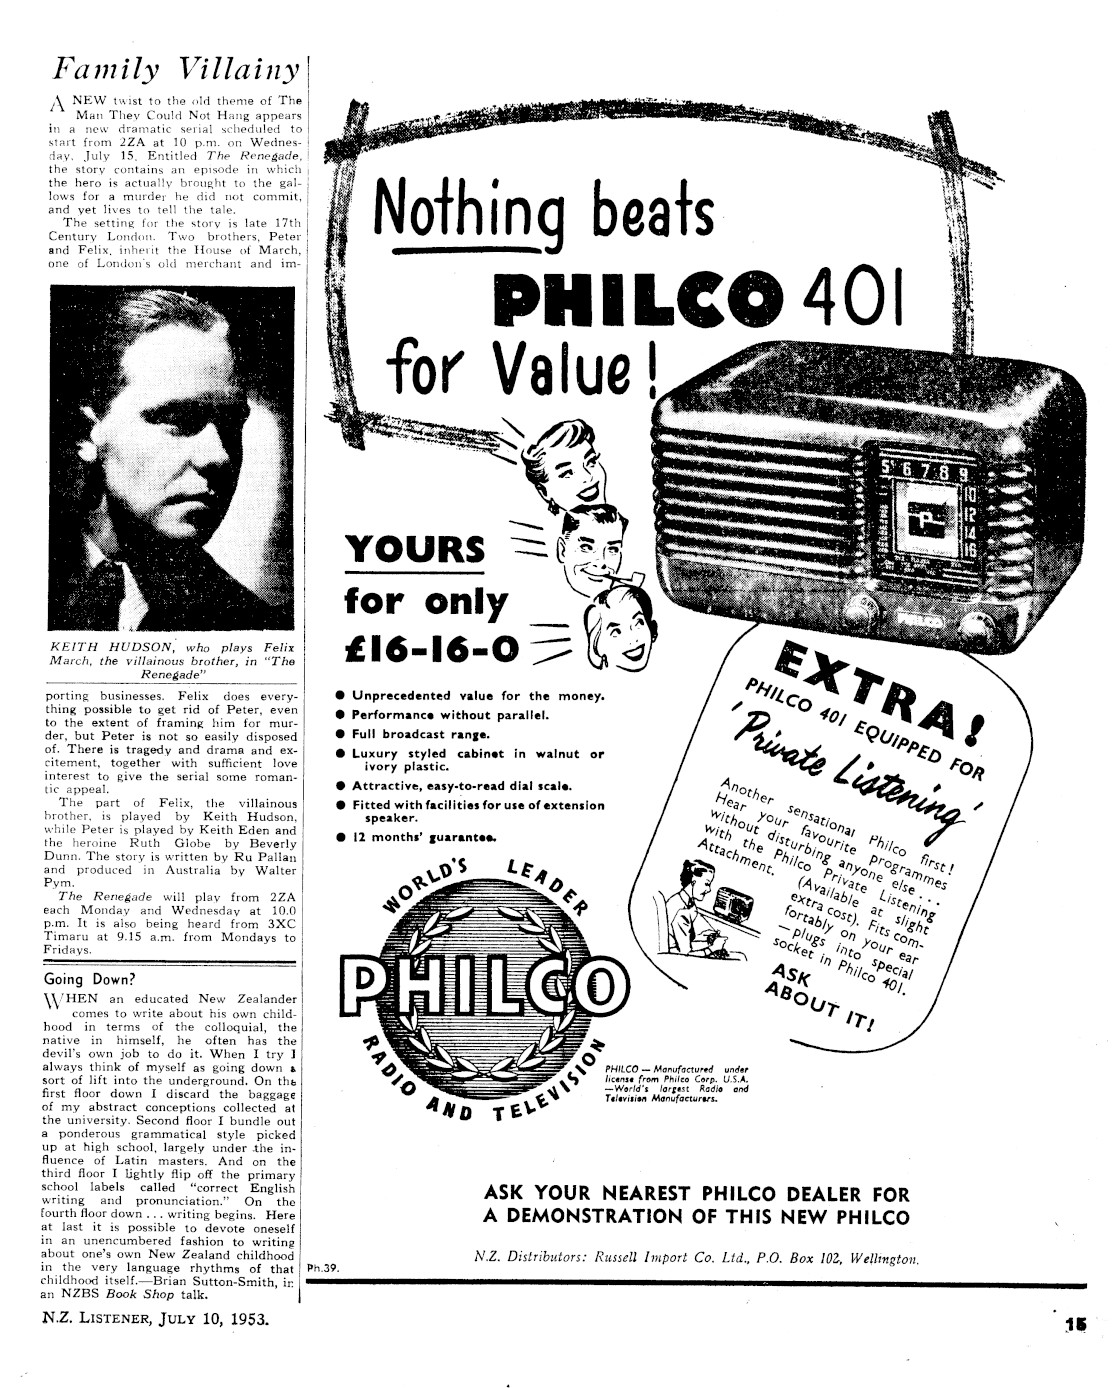 Family Villainy
A NEW twist to the old theme of The
Man They Could Not Hang appears
in a new dramatic serial scheduled to
start from 2ZA at 10 p.m. on Wednes-
day, July 15. Entitled The Renegade,
the story contains an episode in which
the hero is actually brought to the gal-
lows for a murder he did not commit,
and yet lives to tell the tale.
The setting for the story is late 17th
Century London. Two brothers, Peter
and Felix, inherit the House of March,
one of London's old merchant and im-
KEITH HUDSON, who plays Felix
March, the villainous brother, in "The
Renegade"
porting businesses. Felix does every-
thing possible to get rid of Peter, even
to the extent of framing him for mur-
der, but Peter is not so easily disposed
of. There is tragedy and drama and ex-
citement, together with sufficient love
interest to give the serial some roman-
tic appeal.
The part of Felix, the villainous
brother, is played by Keith Hudson,
while Peter is played by Keith Eden and
the heroine Ruth Globe by Beverly
Dunn. The story is written by Ru Pallan
and produced in Australia by Walter
Pym.
The Renegade will play from 2ZA
each Monday and Wednesday at 10.0
p.m. It is also being heard from 3XC
Timaru at 9.15 a.m. from Mondays to
Fridays.
Going Down?
WHEN an educated New Zealander
comes to write about his own child-
hood in terms of the colloquial, the
native in himself, he often has the
devil's own job to do it. When I try I
always think of myself as going down a
sort of lift into the underground. On the
first floor down I discard the baggage
of my abstract conceptions collected at
the university. Second floor I bundle out
a ponderous grammatical style picked
up at high school, largely under the in-
fluence of Latin masters. And on the
third floor I lightly flip off the primary
school labels called "correct English
writing and pronunciation." On the
fourth floor down . . . writing begins. Here
at last it is possible to devote oneself
in an unencumbered fashion to writing
about one's own New Zealand childhood
in the very language rhythms of that
childhood itself.—Brian Sutton-Smith, in
an NZBS Book Shop talk.
Nothing beats
PHILCO 401
for Value!
5 6 7 8 9
10
12
14
16
P
PHILCO
YOURS
for only
£16-16-0
● Unprecedented value for the money.
● Performance without parallel.
● Full broadcast range.
● Luxury styled cabinet in walnut or
ivory plastic.
● Attractive, easy-to-read dial scale.
● Fitted with facilities for use of extension
speaker.
● 12 months' guarantee.
EXTRA!
PHILCO 401 EQUIPPED FOR
'Private Listening'
Another sensational Philco first!
Hear your favourite programmes
without disturbing anyone else . . .
with the Philco Private Listening
Attachment. (Available at slight
extra cost). Fits com-
fortably on your ear
—plugs into special
socket in Philco 401.
ASK
ABOUT IT!
WORLD'S LEADER
PHILCO
RADIO AND TELEVISION
PHILCO — Manufactured under
license from Philco Corp. U.S.A.
—World's largest Radio and
Television Manufacturers.
ASK YOUR NEAREST PHILCO DEALER FOR
A DEMONSTRATION OF THIS NEW PHILCO
N.Z. Distributors: Russell Import Co. Ltd., P.O. Box 102, Wellington.
Ph.39.
N.Z. LISTENER, JULY 10, 1953.
15